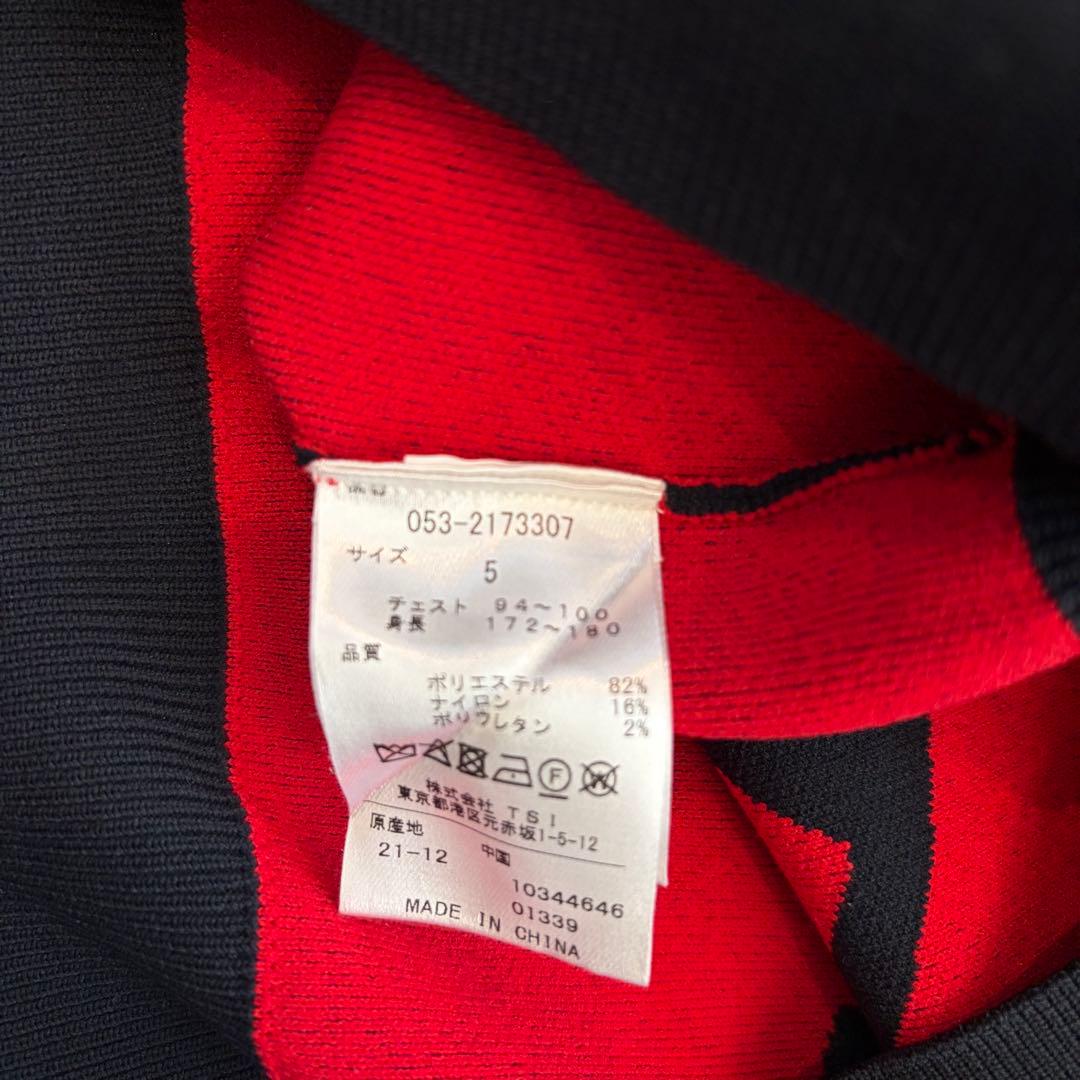 053-2173307
サイズ
5
チェスト 94~100
身長 172~180
品質
ポリエステル 82%
ナイロン 16%
ポリウレタン 2%
F W
株式会社 TSI
東京都港区元赤坂1-5-12
原産地
21-12 中国
10344646
01339
MADE IN CHINA